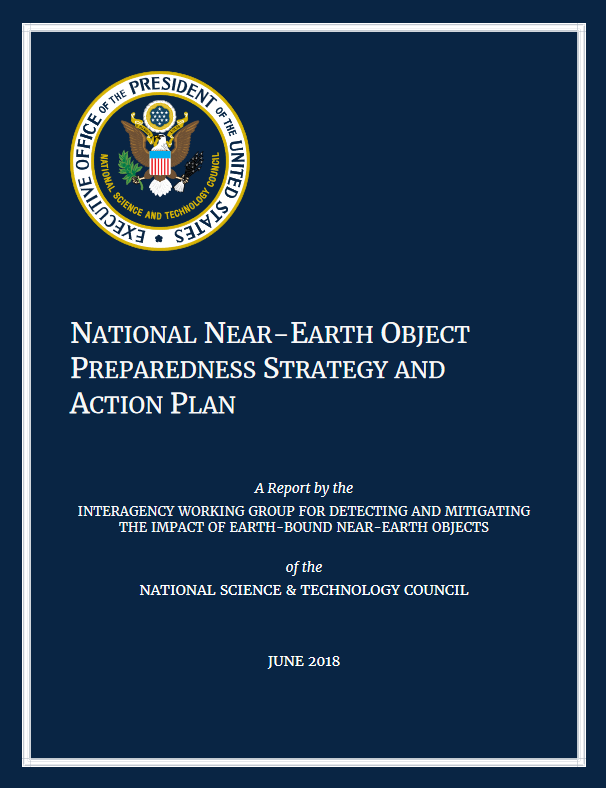 EXECUTIVE OFFICE OF THE PRESIDENT OF THE UNITED STATES
NATIONAL SCIENCE AND TECHNOLOGY COUNCIL
NATIONAL NEAR–EARTH OBJECT
PREPAREDNESS STRATEGY AND
ACTION PLAN
A Report by the
INTERAGENCY WORKING GROUP FOR DETECTING AND MITIGATING
THE IMPACT OF EARTH–BOUND NEAR–EARTH OBJECTS
of the
NATIONAL SCIENCE & TECHNOLOGY COUNCIL
JUNE 2018